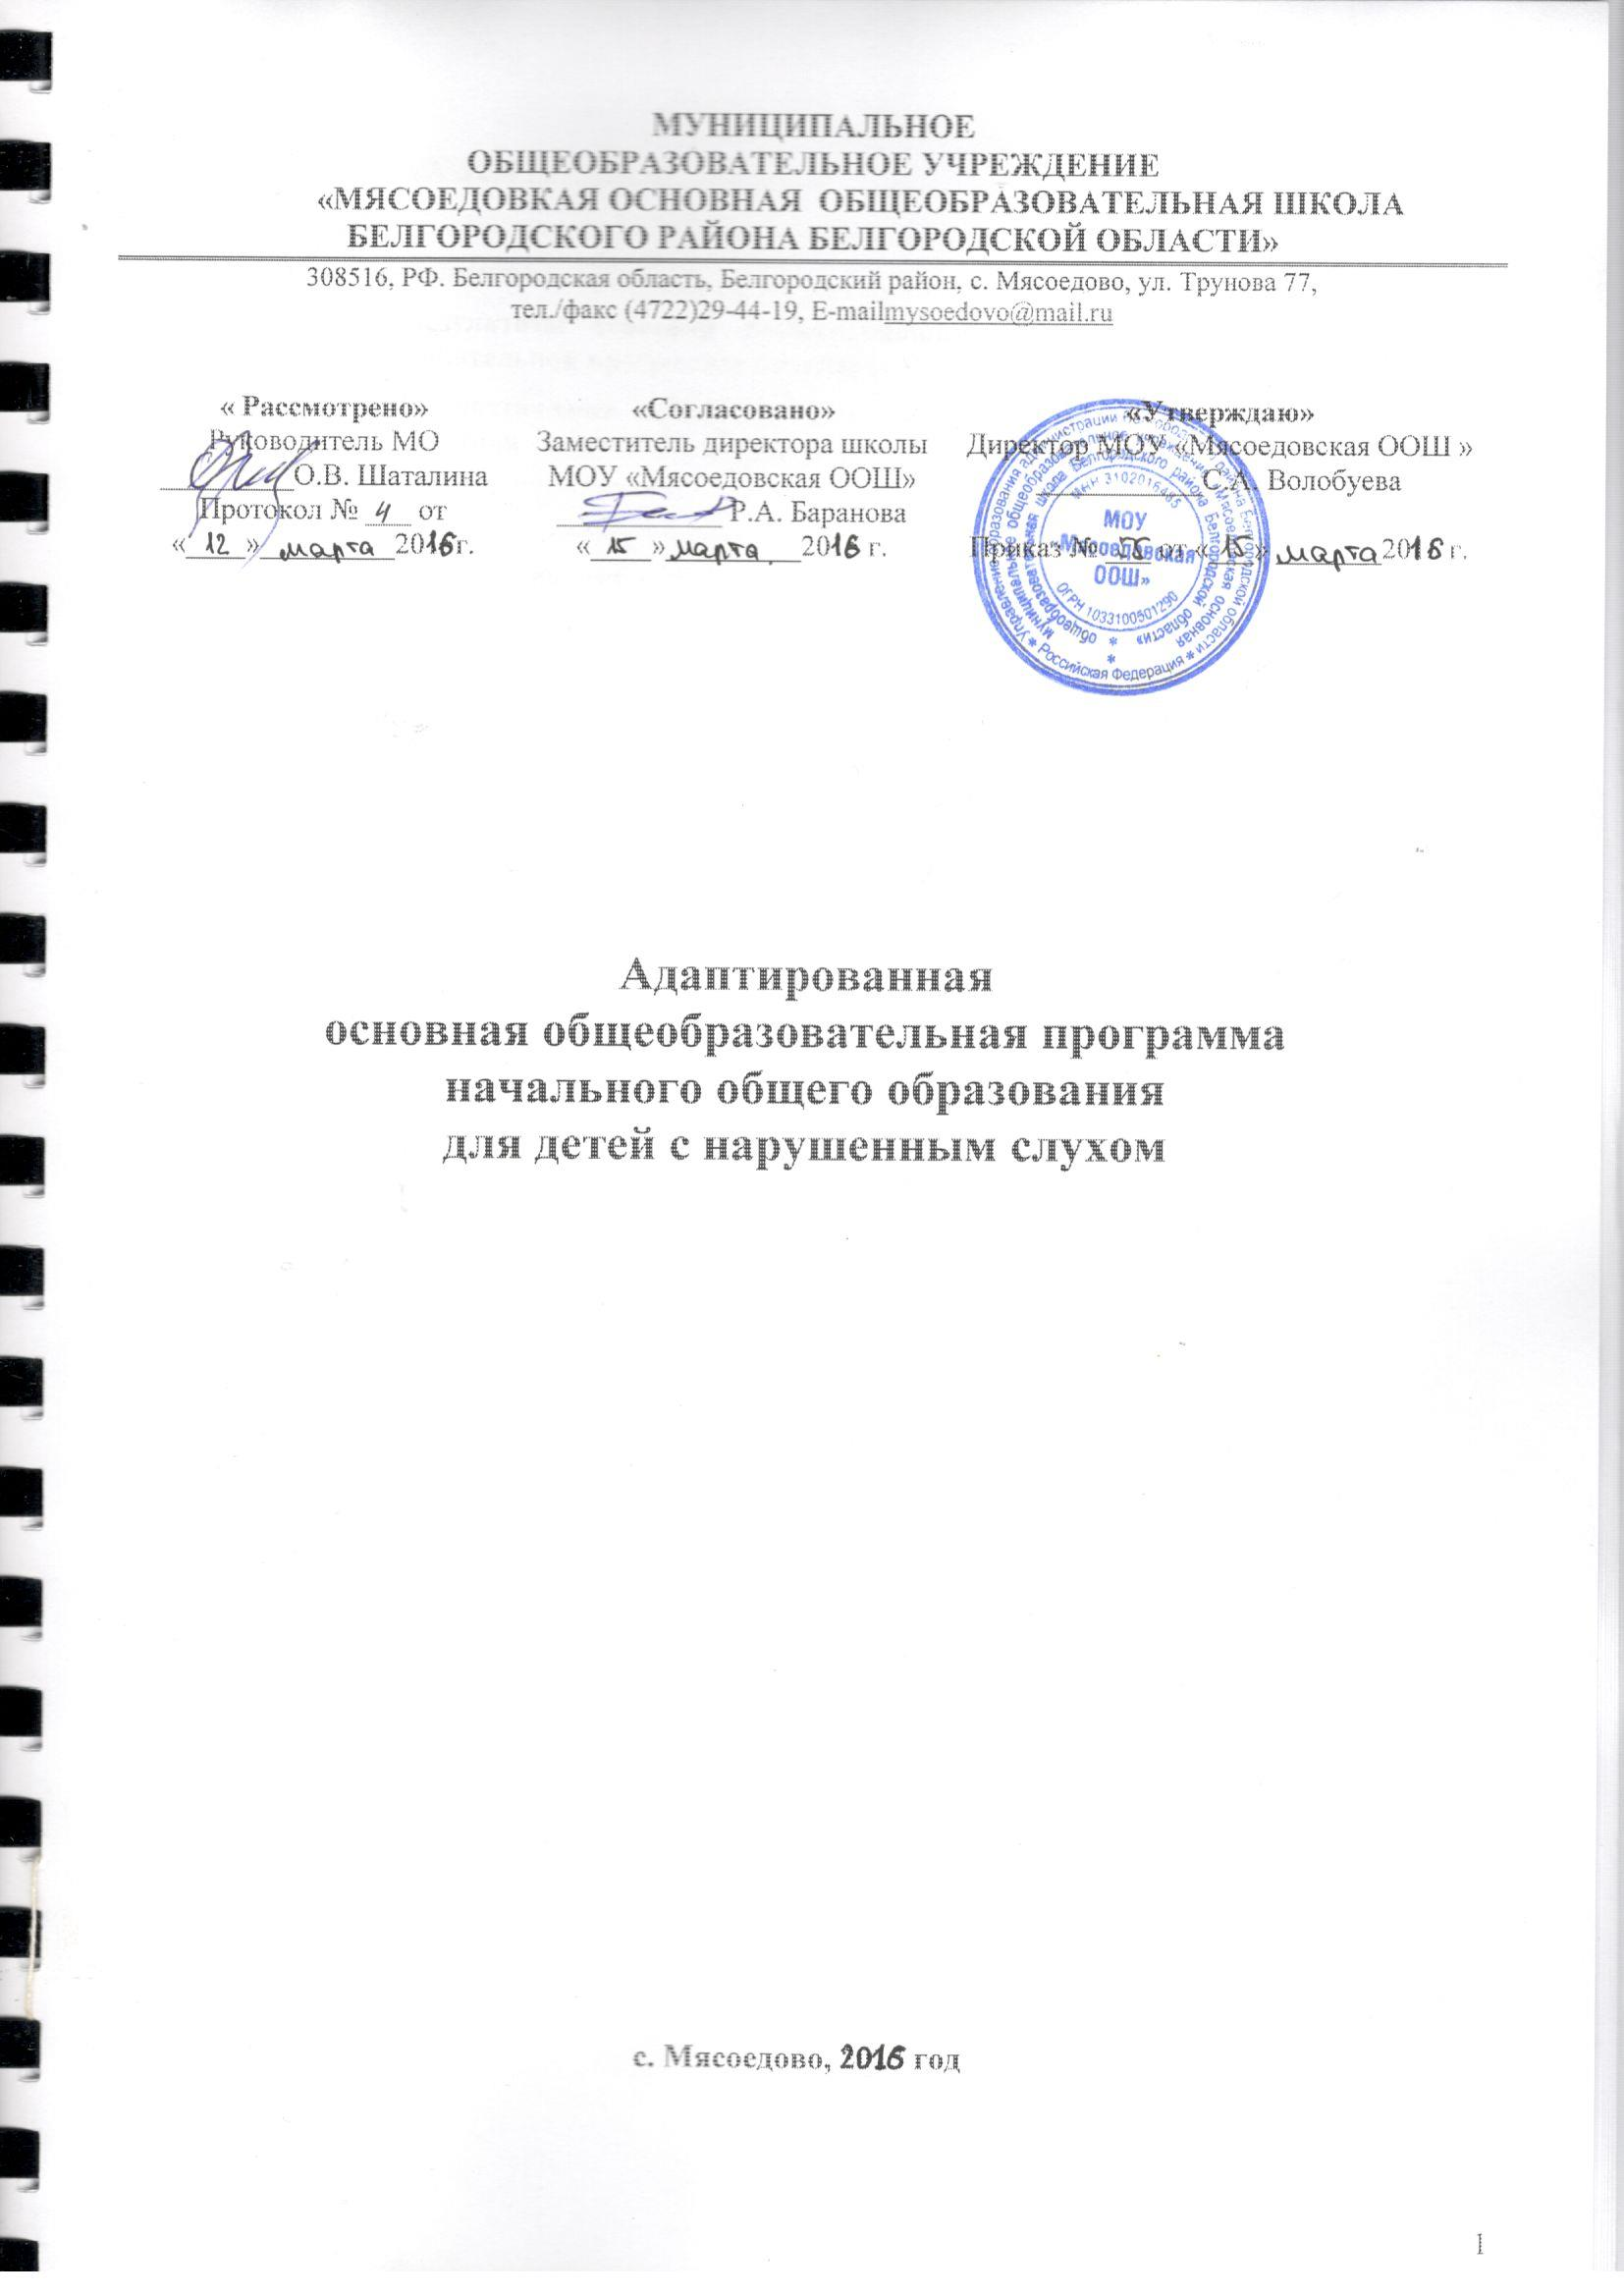 МУНИЦИПАЛЬНОЕ
ОБЩЕОБРАЗОВАТЕЛЬНОЕ УЧРЕЖДЕНИЕ
«МЯСОЕДОВКАЯ ОСНОВНАЯ ОБЩЕОБРАЗОВАТЕЛЬНАЯ ШКОЛА
БЕЛГОРОДСКОГО РАЙОНА БЕЛГОРОДСКОЙ ОБЛАСТИ»
308516, РФ. Белгородская область, Белгородский район, с. Мясоедово, ул. Трунова 77,
тел./факс (4722)29-44-19, E-mailmysoedovo@mail.ru
« Рассмотрено»
Руководитель МО
О.В. Шаталина
Протокол № 4 от
«12» марта 2016г.
«Согласовано»
Заместитель директора школы
МОУ «Мясоедовская ООШ»
Р.А. Баранова
«15» марта 2016 г.
«Утверждаю»
Директор МОУ «Мясоедовская ООШ »
С.А. Волобуева
Приказ № от «15» марта 2016 г.
МОУ
«Мясоедовская
ООШ»
ОГРН 1033100501290
Российская Федерация
Адаптированная
основная общеобразовательная программа
начального общего образования
для детей с нарушенным слухом
с. Мясоедово, 2016 год
1